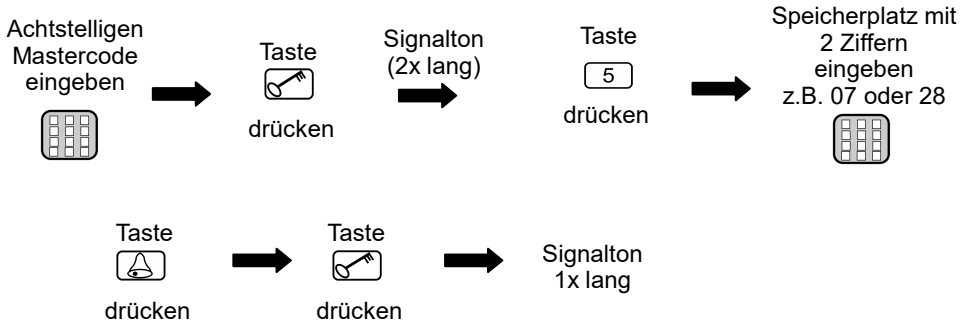 Achtstelligen
Mastercode
eingeben
Taste
drücken
Signalton
(2x lang)
Taste
5
drücken
Speicherplatz mit
2 Ziffern
eingeben
z.B. 07 oder 28
Taste
drücken
Taste
drücken
Signalton
1x lang